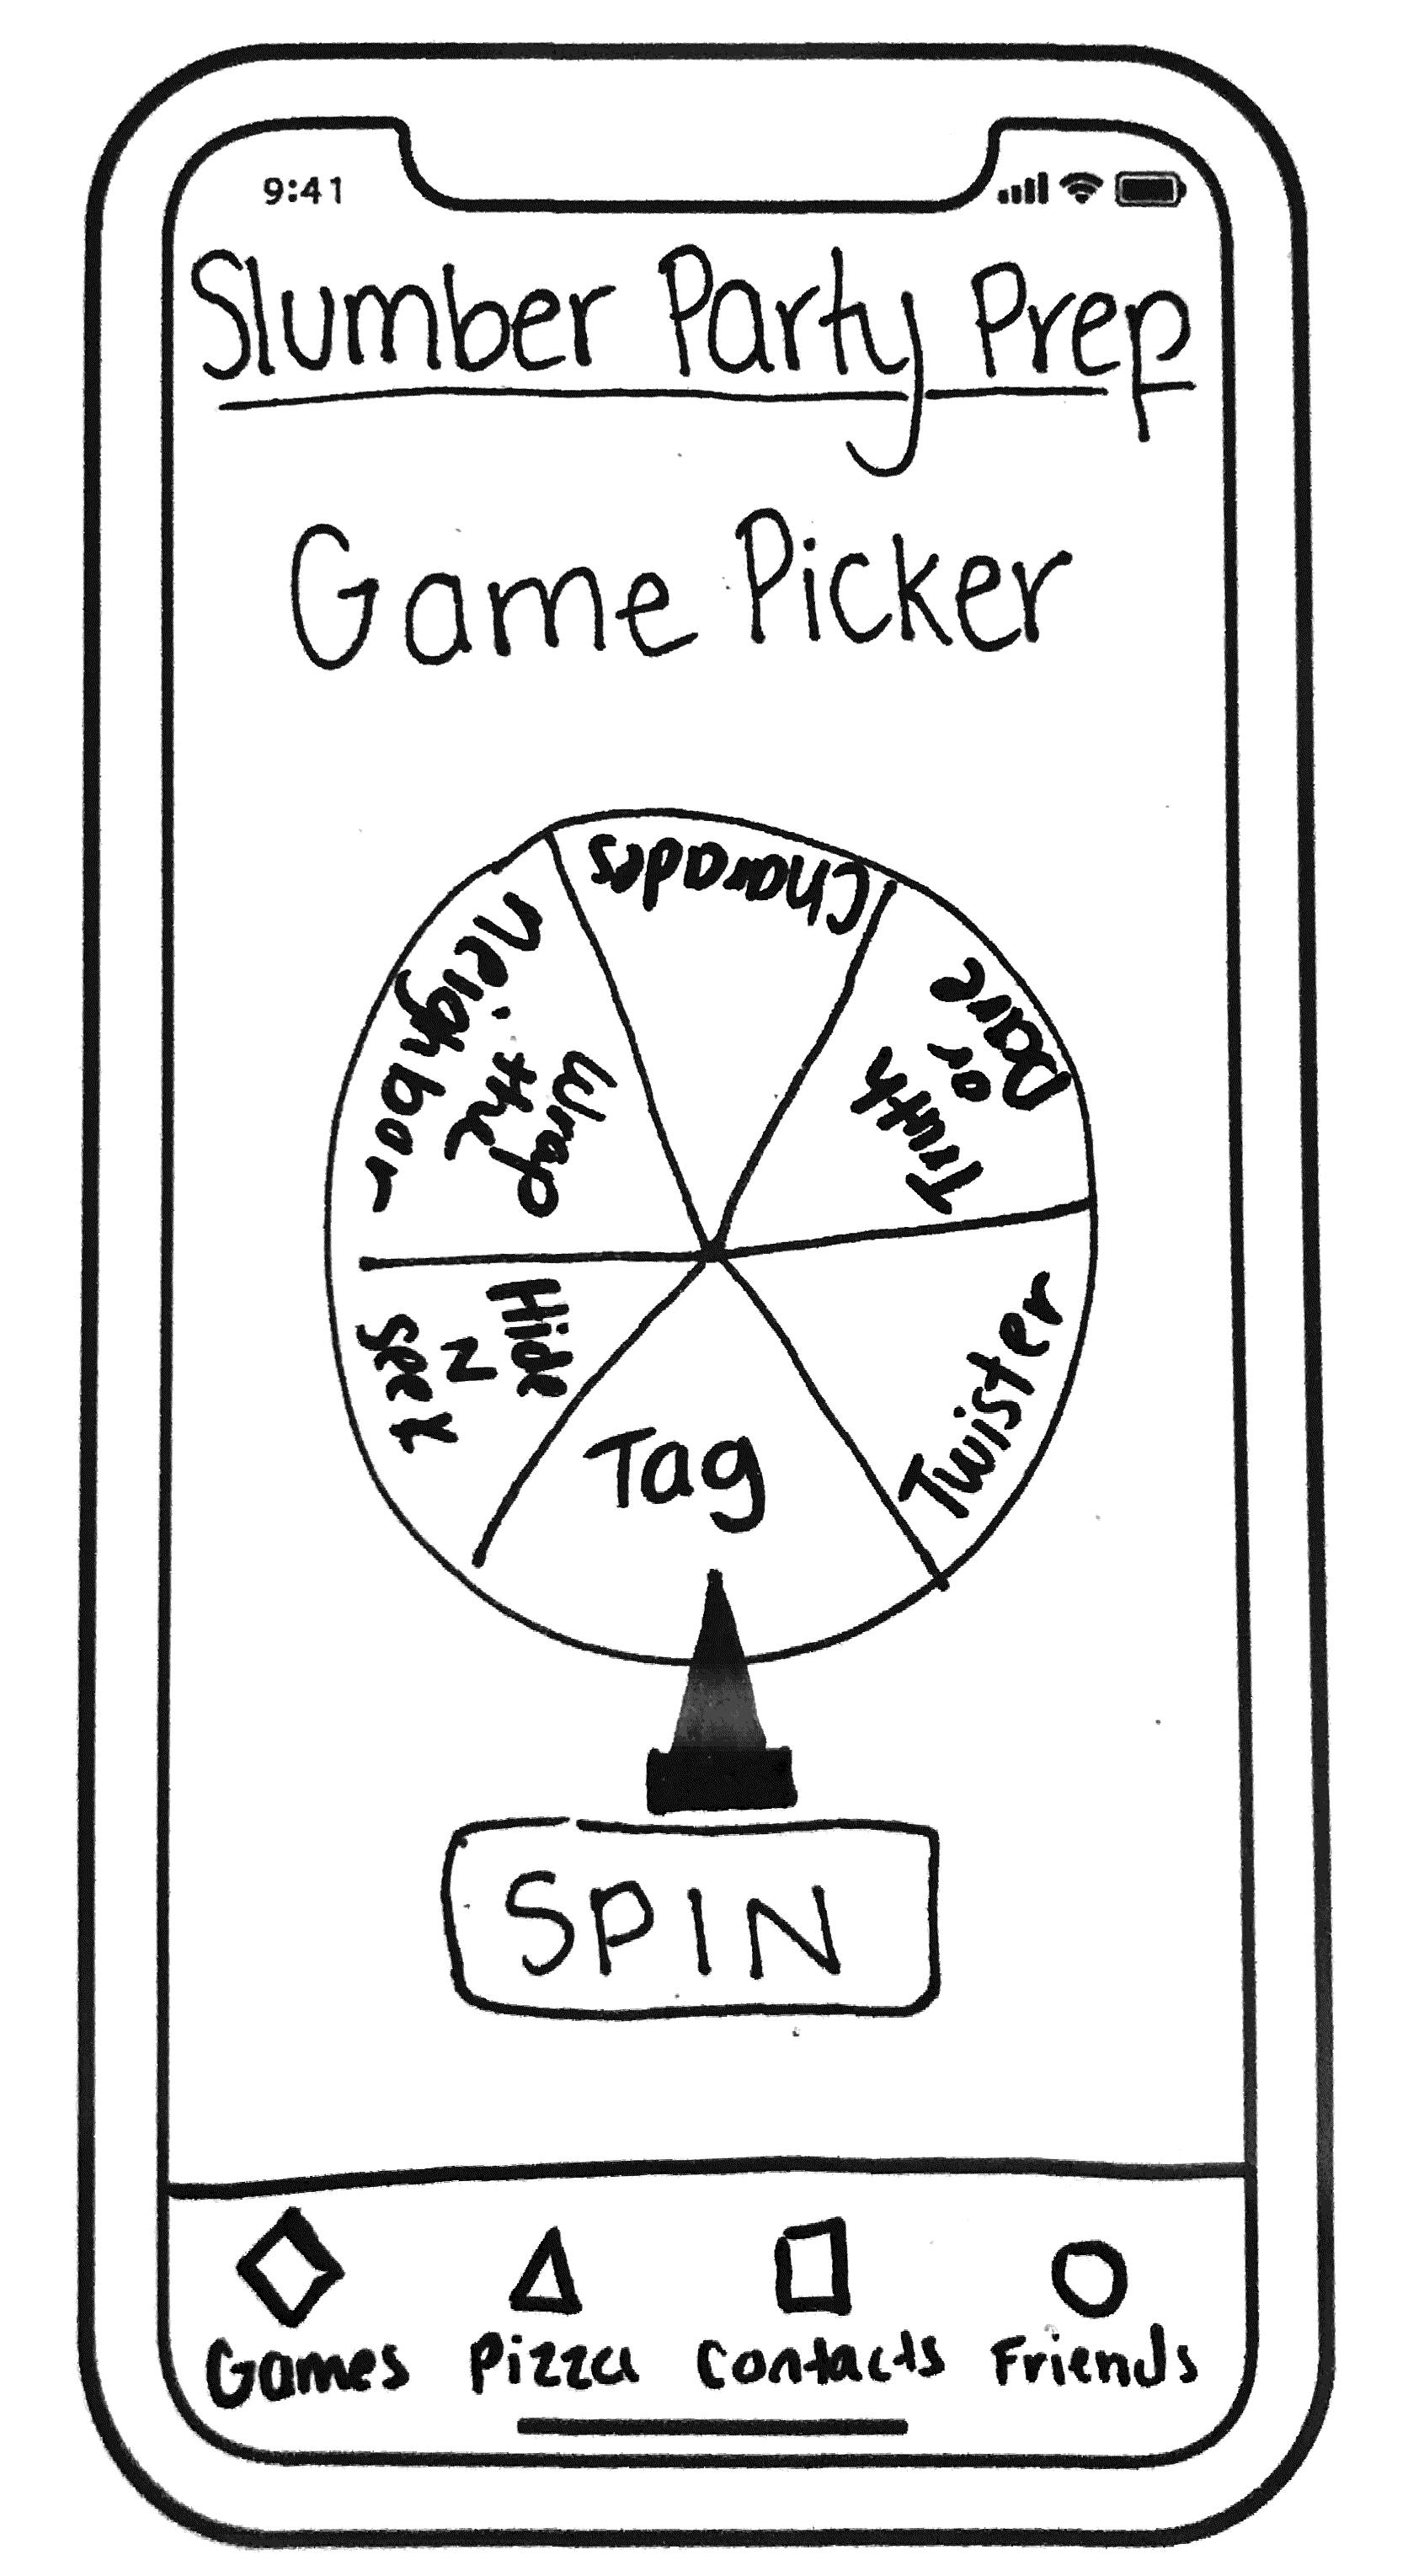 9:41
Slumber Party Prep
Game Picker
Charades
Truth
or
Dare
Twister
Tag
Hide
N
Seek
Wrap
the
neighbor
SPIN
Games
Pizza
Contacts
Friends